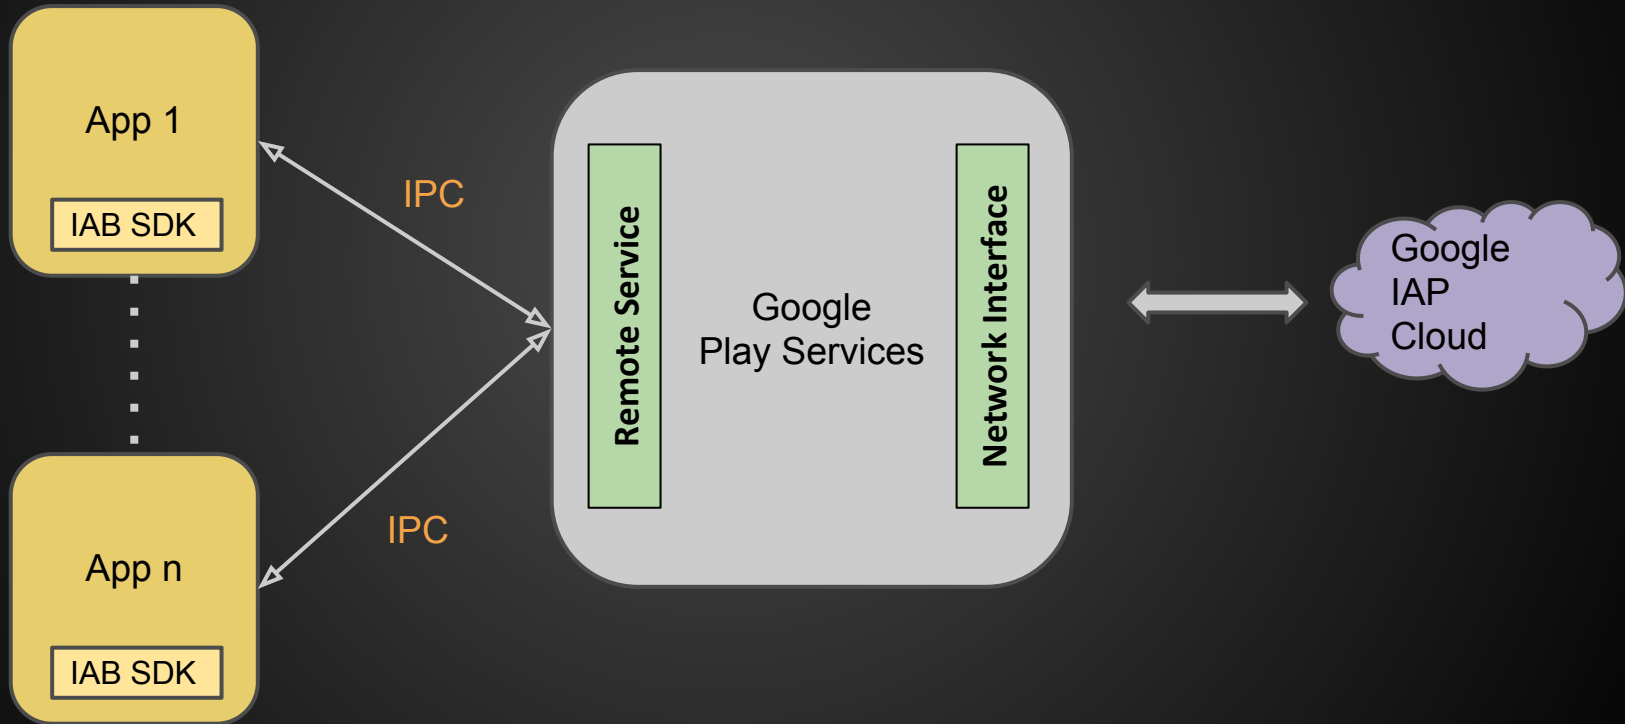 App 1
IAB SDK
IPC
Remote Service
Google
Play Services
Network Interface
Google
IAP
Cloud
IPC
App n
IAB SDK